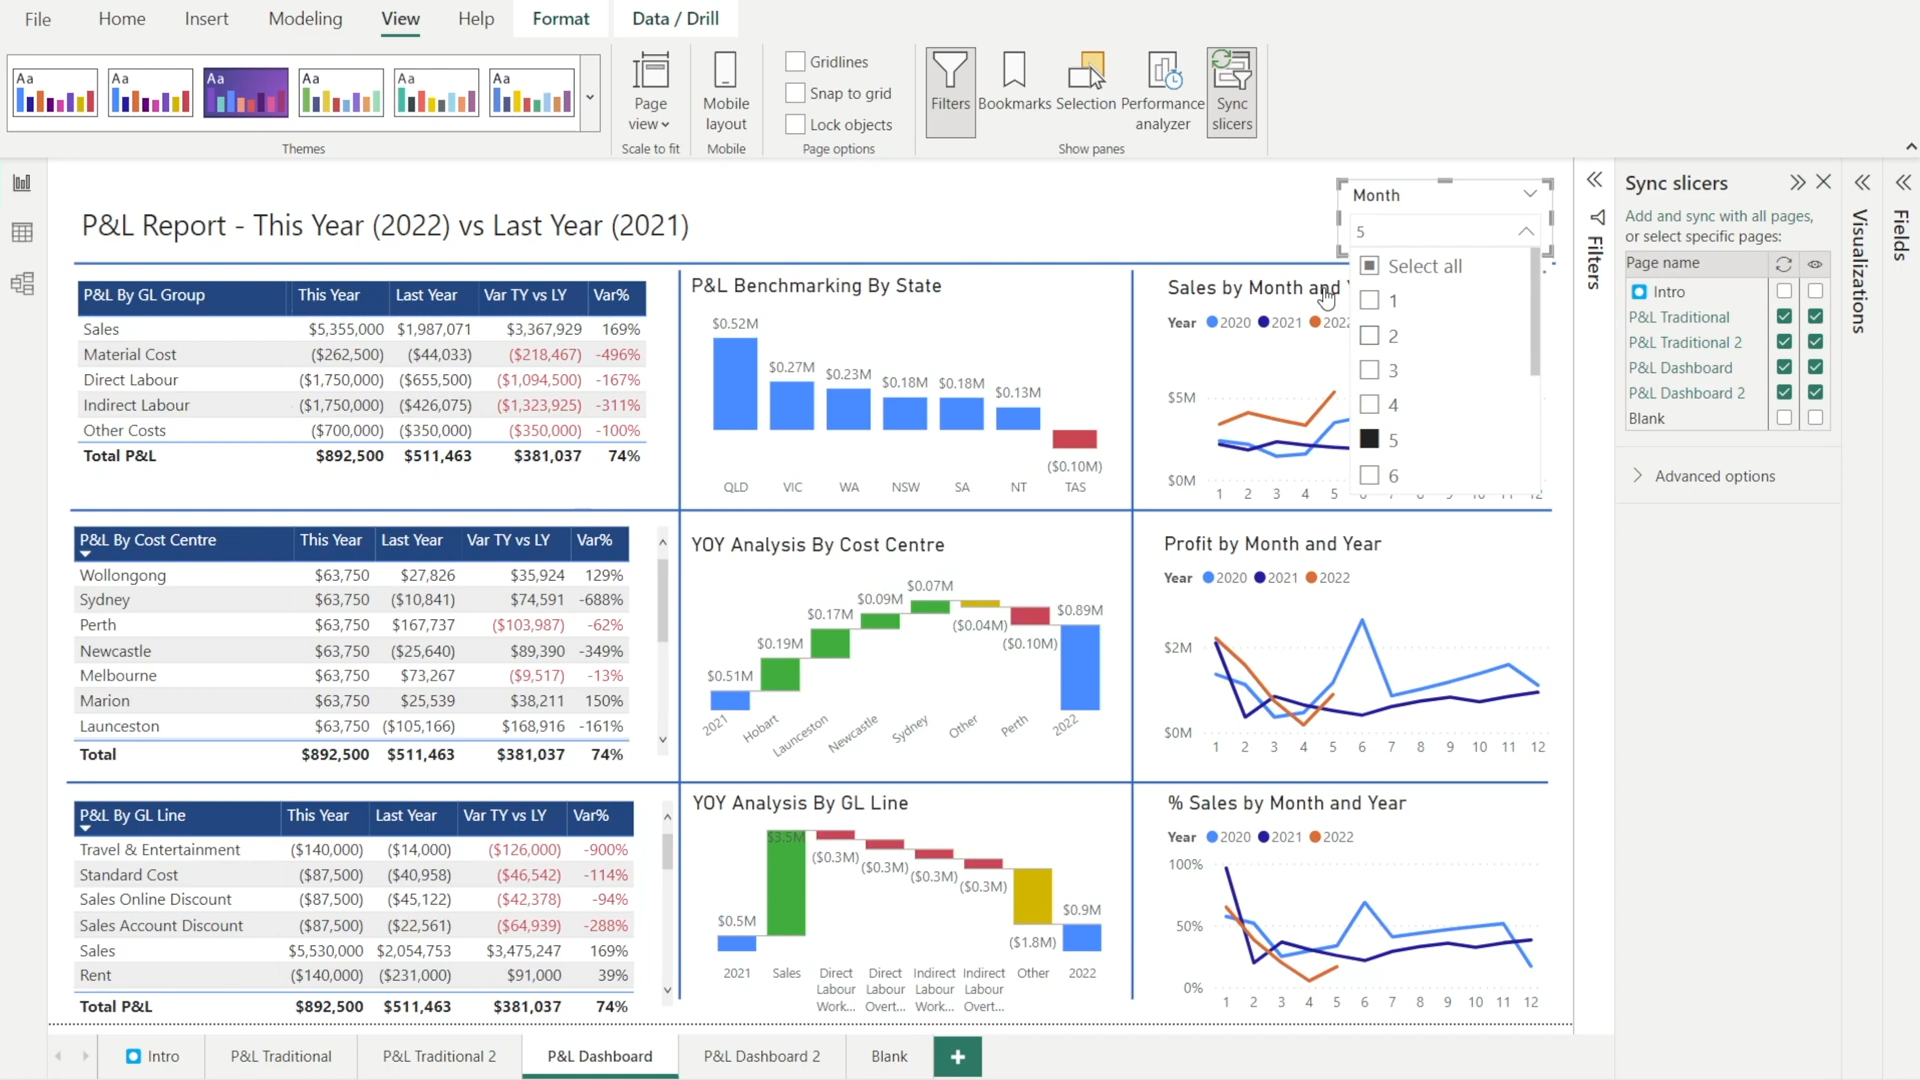 File Home Insert Modeling View Help Format Data / Drill
Aa Aa Aa Aa Aa Aa
Themes
Page view
Scale to fit
Mobile layout
Mobile
Gridlines
Snap to grid
Lock objects
Page options
Filters
Bookmarks
Selection
Performance analyzer
Sync slicers
Show panes
P&L Report - This Year (2022) vs Last Year (2021)
Month
5
Select all
1
2
3
4
5
6
P&L By GL Group This Year Last Year Var TY vs LY Var%
Sales $5,355,000 $1,987,071 $3,367,929 169%
Material Cost ($262,500) ($44,033) ($218,467) -496%
Direct Labour ($1,750,000) ($655,500) ($1,094,500) -167%
Indirect Labour ($1,750,000) ($426,075) ($1,323,925) -311%
Other Costs ($700,000) ($350,000) ($350,000) -100%
Total P&L $892,500 $511,463 $381,037 74%
P&L Benchmarking By State
$0.52M $0.27M $0.23M $0.18M $0.18M $0.13M ($0.10M)
QLD VIC WA NSW SA NT TAS
Sales by Month and
Year 2020 2021 2022
$5M
$0M
1 2 3 4 5
12
P&L By Cost Centre This Year Last Year Var TY vs LY Var%
Wollongong $63,750 $27,826 $35,924 129%
Sydney $63,750 ($10,841) $74,591 -688%
Perth $63,750 $167,737 ($103,987) -62%
Newcastle $63,750 ($25,640) $89,390 -349%
Melbourne $63,750 $73,267 ($9,517) -13%
Marion $63,750 $25,539 $38,211 150%
Launceston $63,750 ($105,166) $168,916 -161%
Total $892,500 $511,463 $381,037 74%
YOY Analysis By Cost Centre
$0.51M $0.19M $0.17M $0.09M $0.07M ($0.04M) ($0.10M) $0.89M
2021 Hobart Launceston Newcastle Sydney Other Perth 2022
Profit by Month and Year
Year 2020 2021 2022
$2M
$0M
1 2 3 4 5 6 7 8 9 10 11 12
P&L By GL Line This Year Last Year Var TY vs LY Var%
Travel & Entertainment ($140,000) ($14,000) ($126,000) -900%
Standard Cost ($87,500) ($40,958) ($46,542) -114%
Sales Online Discount ($87,500) ($45,122) ($42,378) -94%
Sales Account Discount ($87,500) ($22,561) ($64,939) -288%
Sales $5,530,000 $2,054,753 $3,475,247 169%
Rent ($140,000) ($231,000) $91,000 39%
Total P&L $892,500 $511,463 $381,037 74%
YOY Analysis By GL Line
$0.5M $3.5M ($0.3M) ($0.3M) ($0.3M) ($0.3M) ($1.8M) $0.9M
2021 Sales Direct Direct Indirect Indirect Other 2022
Labour Labour Labour Labour
Work... Overt... Work... Overt...
% Sales by Month and Year
Year 2020 2021 2022
100%
50%
0%
1 2 3 4 5 6 7 8 9 10 11 12
Filters
Sync slicers
Add and sync with all pages,
or select specific pages:
Page name
Intro
P&L Traditional
P&L Traditional 2
P&L Dashboard
P&L Dashboard 2
Blank
Advanced options
Visualizations
Fields
Intro P&L Traditional P&L Traditional 2 P&L Dashboard P&L Dashboard 2 Blank